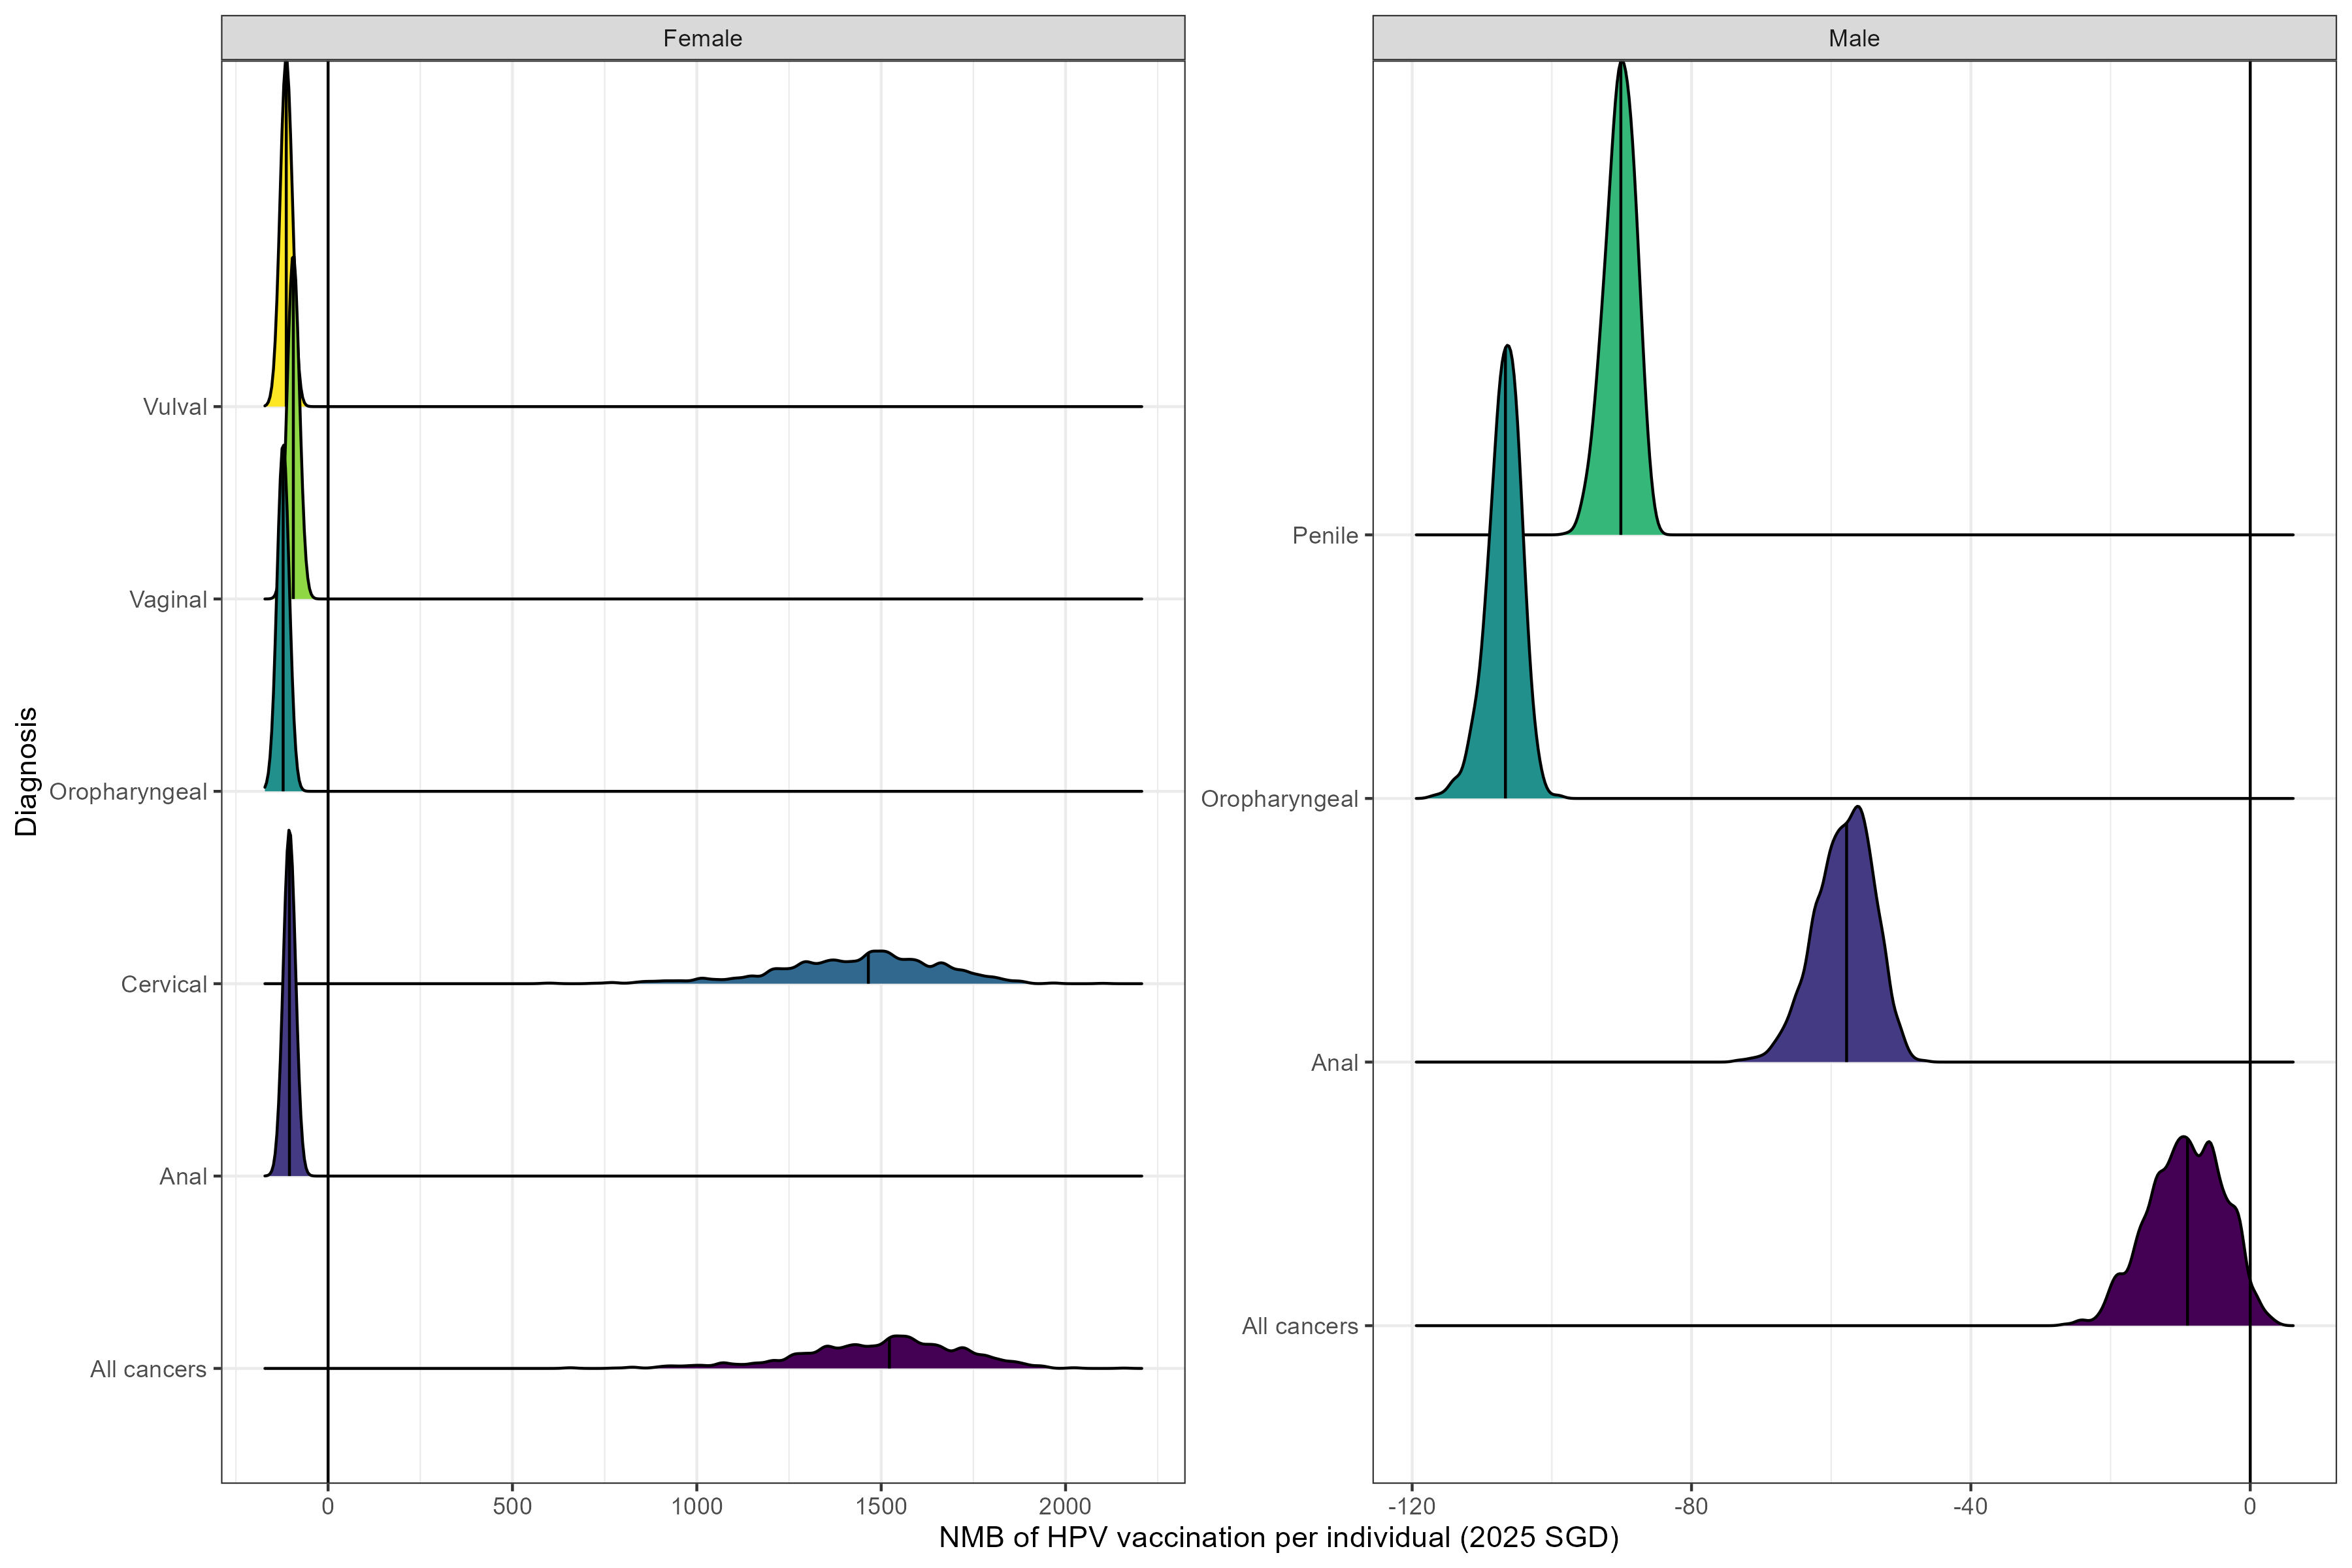 Female
Male
Diagnosis
Vulval
Vaginal
Oropharyngeal
Cervical
Anal
All cancers
Penile
Oropharyngeal
Anal
All cancers
0 500 1000 1500 2000
-120 -80 -40 0
NMB of HPV vaccination per individual (2025 SGD)